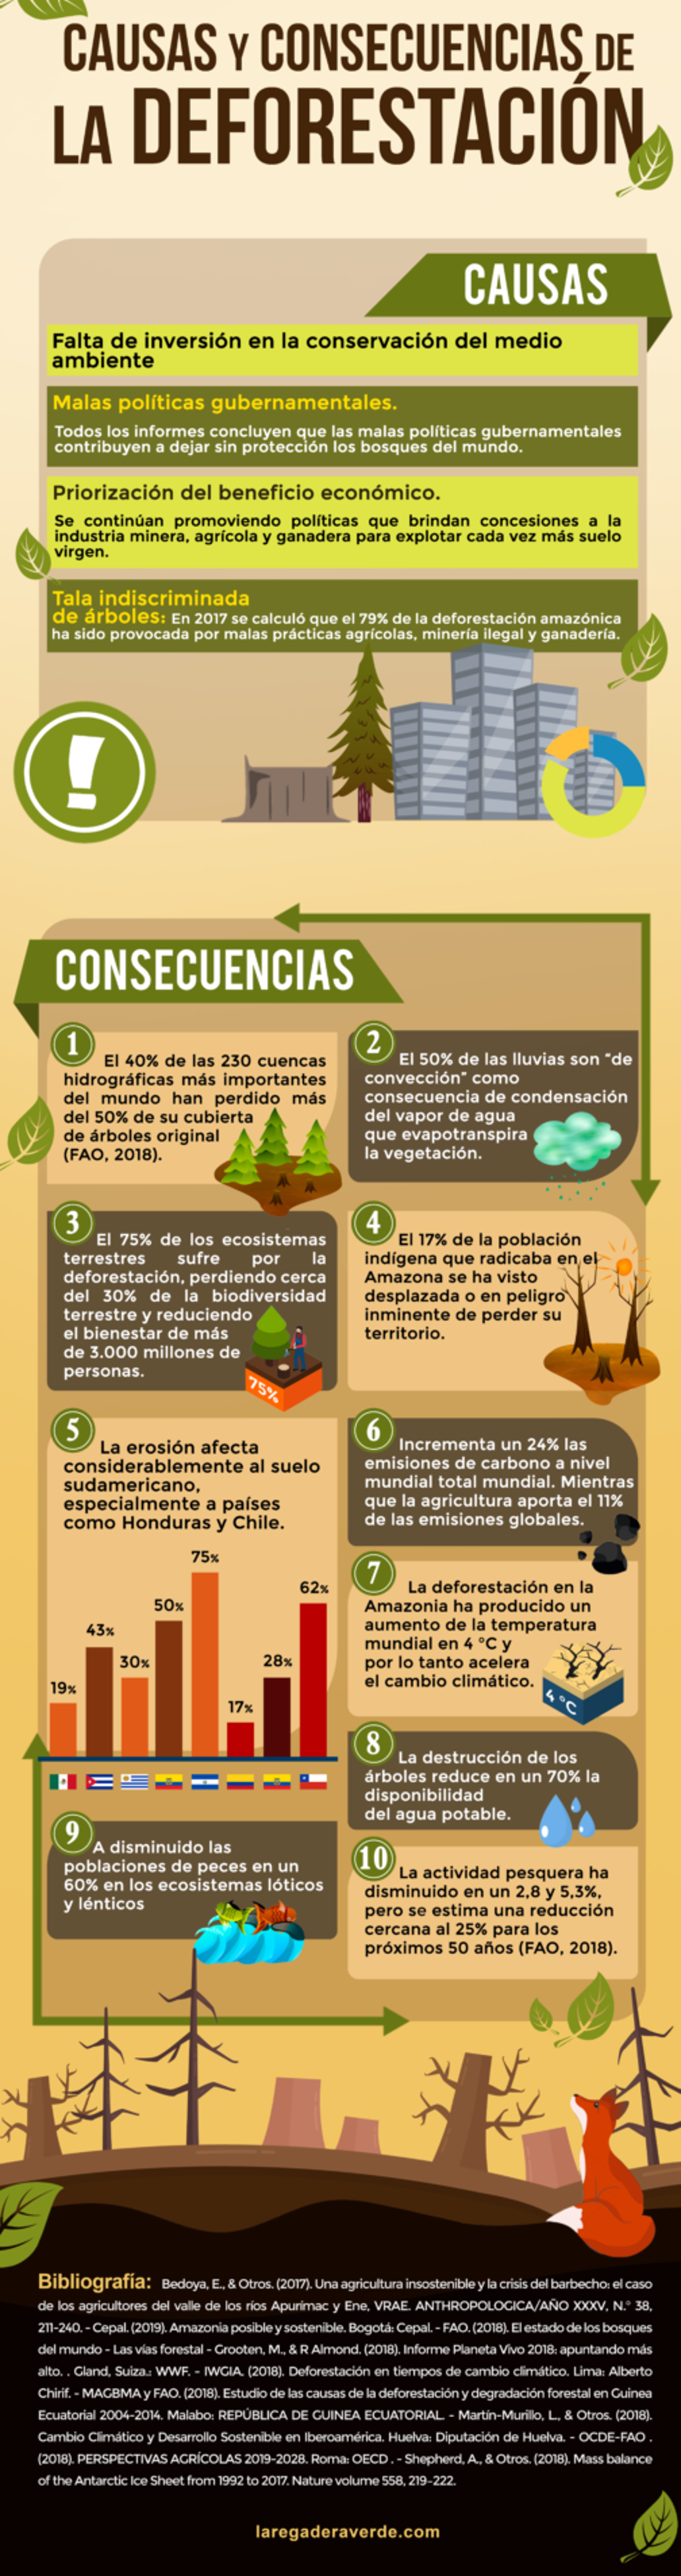 CAUSAS Y CONSECUENCIAS DE
LA DEFORESTACIÓN
CAUSAS
Falta de inversión en la conservación del medio
ambiente
Malas políticas gubernamentales.
Todos los informes concluyen que las malas políticas gubernamentales
contribuyen a dejar sin protección los bosques del mundo.
Priorización del beneficio económico.
Se continúan promoviendo políticas que brindan concesiones a la
industria minera, agrícola y ganadera para explotar cada vez más suelo
virgen.
Tala indiscriminada
de árboles: En 2017 se calculó que el 79% de la deforestación amazónica
ha sido provocada por malas prácticas agrícolas, minería ilegal y ganadería.
!
CONSECUENCIAS
1
El 40% de las 230 cuencas
hidrográficas más importantes
del mundo han perdido más
del 50% de su cubierta
de árboles original
(FAO, 2018).
2
El 50% de las lluvias son "de
convección" como
consecuencia de condensación
del vapor de agua
que evapotranspira
la vegetación.
3
El 75% de los ecosistemas
terrestres sufre por la
deforestación, perdiendo cerca
del 30% de la biodiversidad
terrestre y reduciendo
el bienestar de más
de 3.000 millones de
personas.
75%
4
El 17% de la población
indígena que radicaba en el
Amazona se ha visto
desplazada o en peligro
inminente de perder su
territorio.
5
La erosión afecta
considerablemente al suelo
sudamericano,
especialmente a países
como Honduras y Chile.
19%
43%
30%
50%
75%
17%
28%
62%
6
Incrementa un 24% las
emisiones de carbono a nivel
mundial total mundial. Mientras
que la agricultura aporta el 11%
de las emisiones globales.
7
La deforestación en la
Amazonia ha producido un
aumento de la temperatura
mundial en 4 °C y
por lo tanto acelera
el cambio climático.
4 °C
8
La destrucción de los
árboles reduce en un 70% la
disponibilidad
del agua potable.
9
A disminuido las
poblaciones de peces en un
60% en los ecosistemas lóticos
y lénticos
10
La actividad pesquera ha
disminuido en un 2,8 y 5,3%,
pero se estima una reducción
cercana al 25% para los
próximos 50 años (FAO, 2018).
Bibliografía: Bedoya, E., & Otros. (2017). Una agricultura insostenible y la crisis del barbecho: el caso
de los agricultores del valle de los ríos Apurímac y Ene, VRAE. ANTHROPOLOGICA/AÑO XXXV, N.° 38,
211-240. - Cepal. (2019). Amazonia posible y sostenible. Bogotá: Cepal. - FAO. (2018). El estado de los bosques
del mundo - Las vías forestal - Grooten, M., & R Almond. (2018). Informe Planeta Vivo 2018: apuntando más
alto. . Gland, Suiza.: WWF. - IWGIA. (2018). Deforestación en tiempos de cambio climático. Lima: Alberto
Chirif. - MAGBMA y FAO. (2018). Estudio de las causas de la deforestación y degradación forestal en Guinea
Ecuatorial 2004-2014. Malabo: REPÚBLICA DE GUINEA ECUATORIAL. - Martín-Murillo, L., & Otros. (2018).
Cambio Climático y Desarrollo Sostenible en Iberoamérica. Huelva: Diputación de Huelva. - OCDE-FAO .
(2018). PERSPECTIVAS AGRÍCOLAS 2019-2028. Roma: OECD . - Shepherd, A., & Otros. (2018). Mass balance
of the Antarctic Ice Sheet from 1992 to 2017. Nature volume 558, 219-222.
laregaderaverde.com